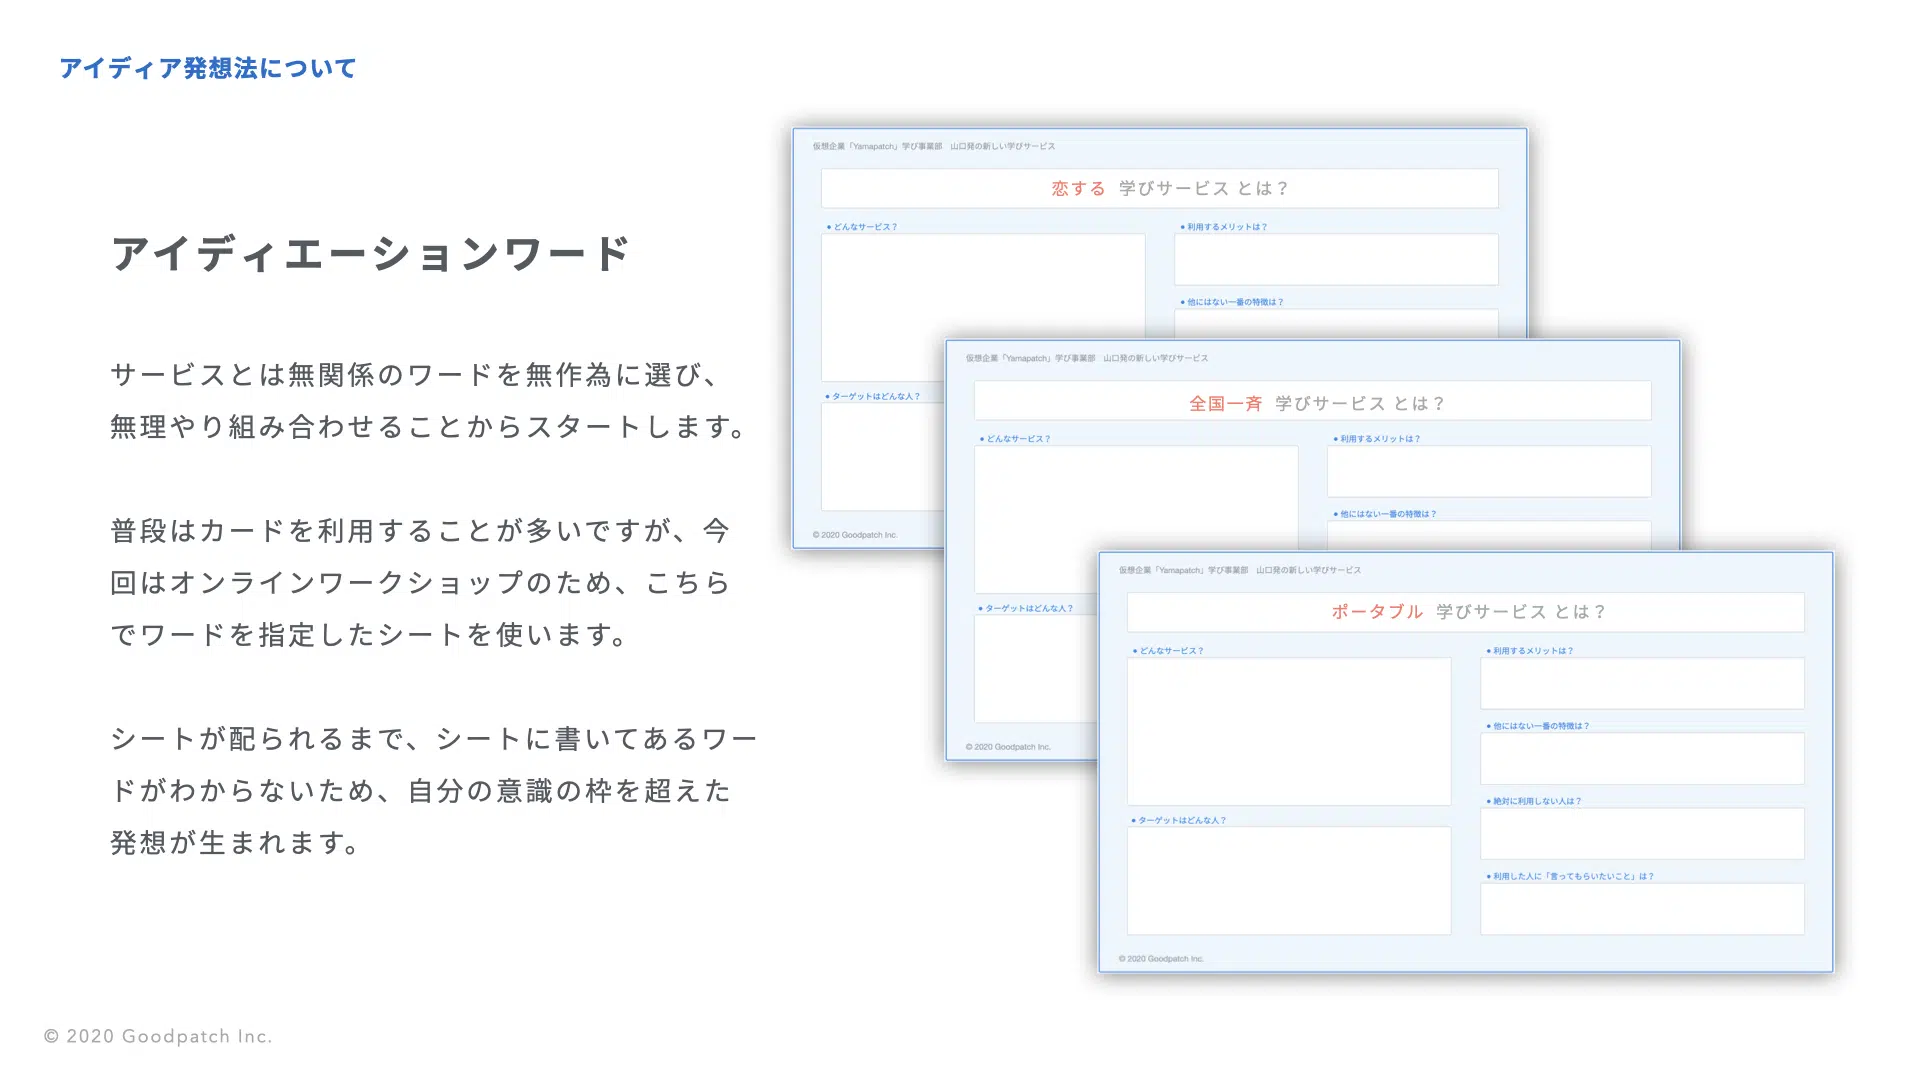 アイディア発想法について
アイディエーションワード
サービスとは無関係のワードを無作為に選び、
無理やり組み合わせることからスタートします。
普段はカードを利用することが多いですが、今
回はオンラインワークショップのため、こちら
でワードを指定したシートを使います。
シートが配られるまで、シートに書いてあるワー
ドがわからないため、自分の意識の枠を超えた
発想が生まれます。
仮想企業「Yamapatch」学び事業部 山口発の新しい学びサービス
恋する 学びサービス とは？
● どんなサービス？
● 利用するメリットは？
● 他にはない一番の特徴は？
● ターゲットはどんな人？
© 2020 Goodpatch Inc.
仮想企業「Yamapatch」学び事業部 山口発の新しい学びサービス
全国一斉 学びサービス とは？
● どんなサービス？
● 利用するメリットは？
● 他にはない一番の特徴は？
● ターゲットはどんな人？
© 2020 Goodpatch Inc.
仮想企業「Yamapatch」学び事業部 山口発の新しい学びサービス
ポータブル 学びサービス とは？
● どんなサービス？
● ターゲットはどんな人？
● 利用するメリットは？
● 他にはない一番の特徴は？
● 絶対に利用しない人は？
● 利用した人に「言ってもらいたいこと」は？
© 2020 Goodpatch Inc.
© 2020 Goodpatch Inc.